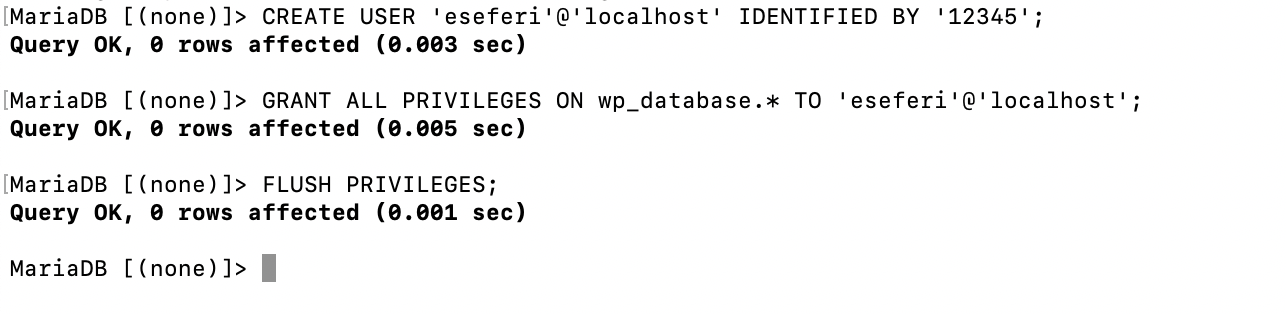 MariaDB [(none)]> CREATE USER 'eseferi'@'localhost' IDENTIFIED BY '12345';
Query OK, 0 rows affected (0.003 sec)
MariaDB [(none)]> GRANT ALL PRIVILEGES ON wp_database.* TO 'eseferi'@'localhost';
Query OK, 0 rows affected (0.005 sec)
MariaDB [(none)]> FLUSH PRIVILEGES;
Query OK, 0 rows affected (0.001 sec)
MariaDB [(none)]>